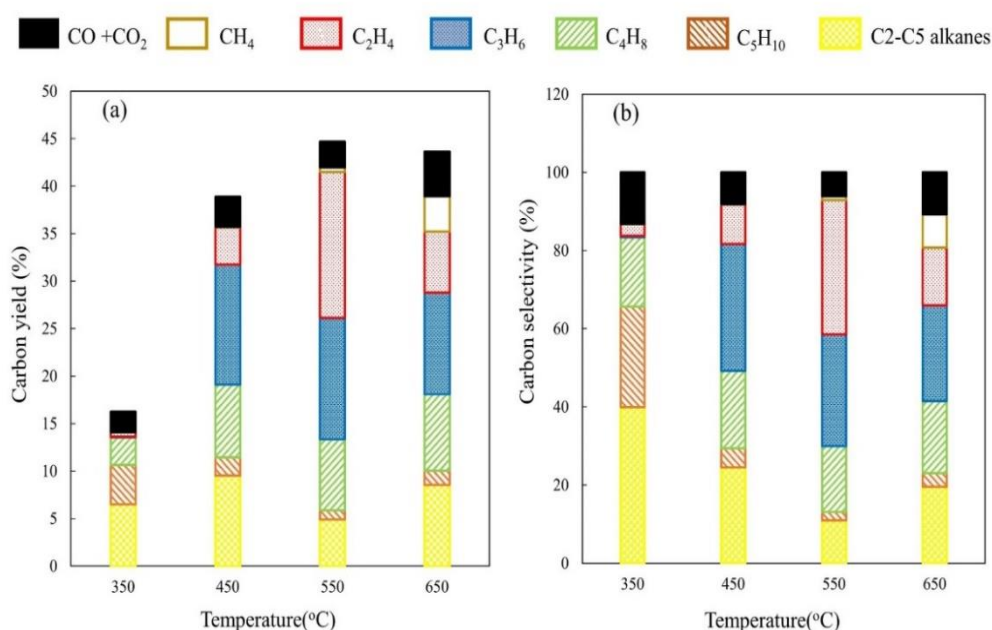 CO +CO₂ CH₄ C₂H₄ C₃H₆ C₄H₈ C₅H₁₀ C2-C5 alkanes
(a)
Carbon yield (%)
50
45
40
35
30
25
20
15
10
5
0
350 450 550 650
Temperature(°C)
(b)
Carbon selectivity (%)
120
100
80
60
40
20
0
350 450 550 650
Temperature(°C)